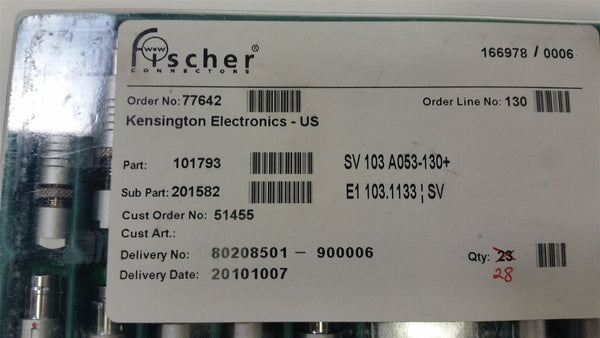 Fischer®
CONNECTORS
166978 / 0006
Order No: 77642
Order Line No: 130
Kensington Electronics - US
Part: 101793 SV 103 A053-130+
Sub Part: 201582 E1 103.1133 ¦ SV
Cust Order No: 51455
Cust Art.:
Delivery No: 80208501 - 900006
Qty: 23
28
Delivery Date: 20101007